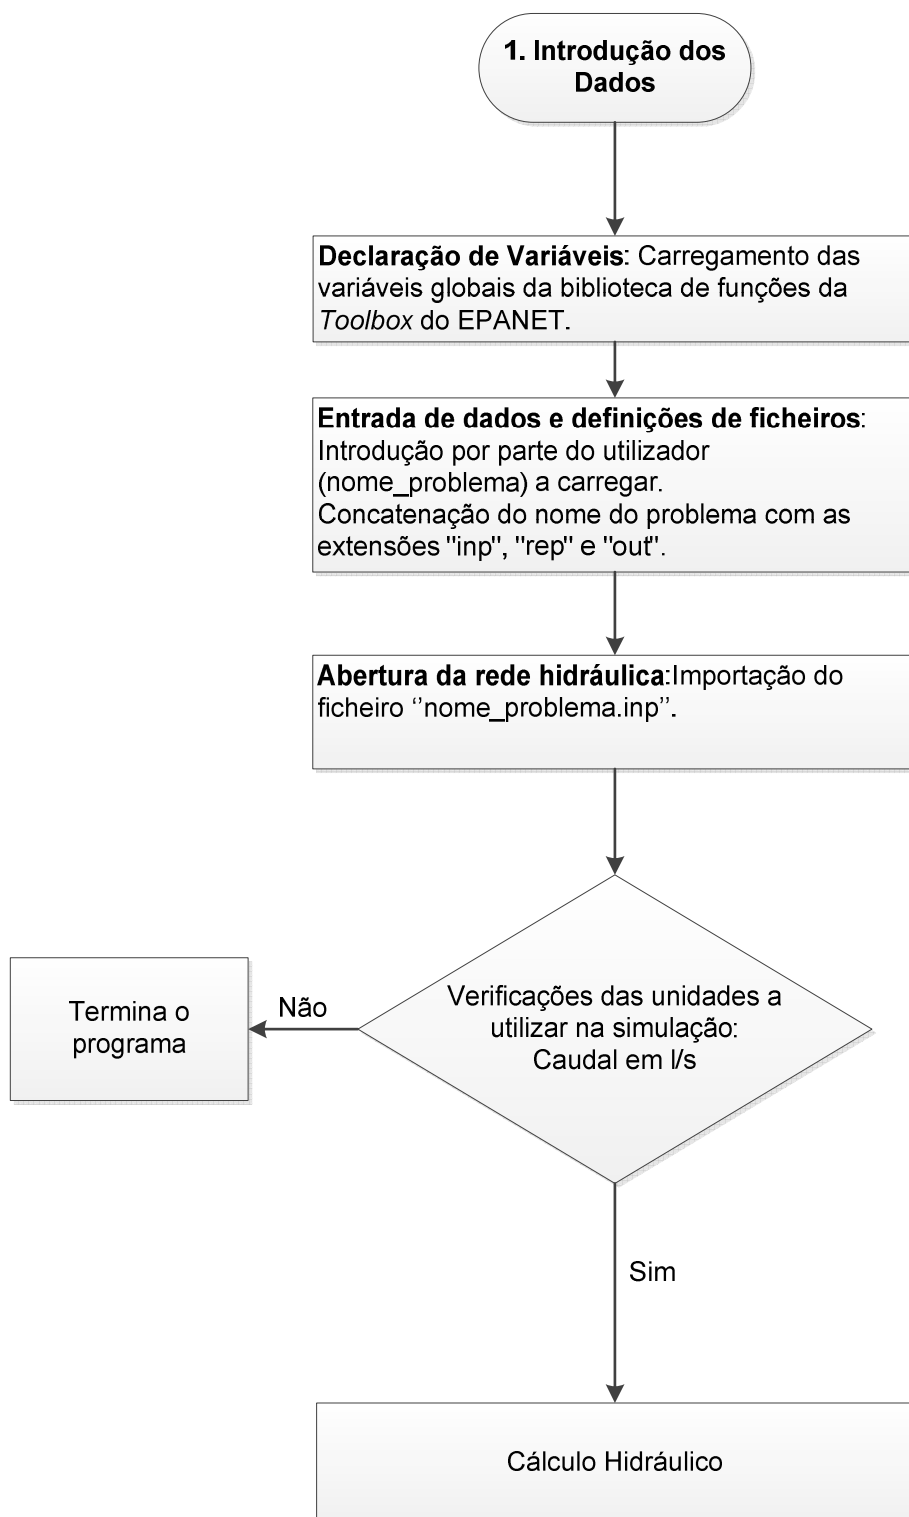 1. Introdução dos
Dados
Declaração de Variáveis: Carregamento das
variáveis globais da biblioteca de funções da
Toolbox do EPANET.
Entrada de dados e definições de ficheiros:
Introdução por parte do utilizador
(nome_problema) a carregar.
Concatenação do nome do problema com as
extensões "inp", "rep" e "out".
Abertura da rede hidráulica:Importação do
ficheiro ‘’nome_problema.inp’’.
Verificações das unidades a
utilizar na simulação:
Caudal em l/s
Não
Termina o
programa
Sim
Cálculo Hidráulico